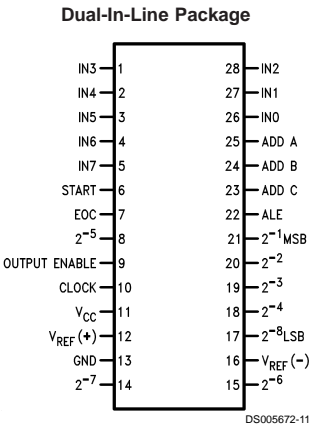 Dual-In-Line Package
IN3 1 28 IN2
IN4 2 27 IN1
IN5 3 26 IN0
IN6 4 25 ADD A
IN7 5 24 ADD B
START 6 23 ADD C
EOC 7 22 ALE
2⁻⁵ 8 21 2⁻¹MSB
OUTPUT ENABLE 9 20 2⁻²
CLOCK 10 19 2⁻³
V_CC 11 18 2⁻⁴
V_REF(+) 12 17 2⁻⁸LSB
GND 13 16 V_REF(−)
2⁻⁷ 14 15 2⁻⁶
DS005672-11